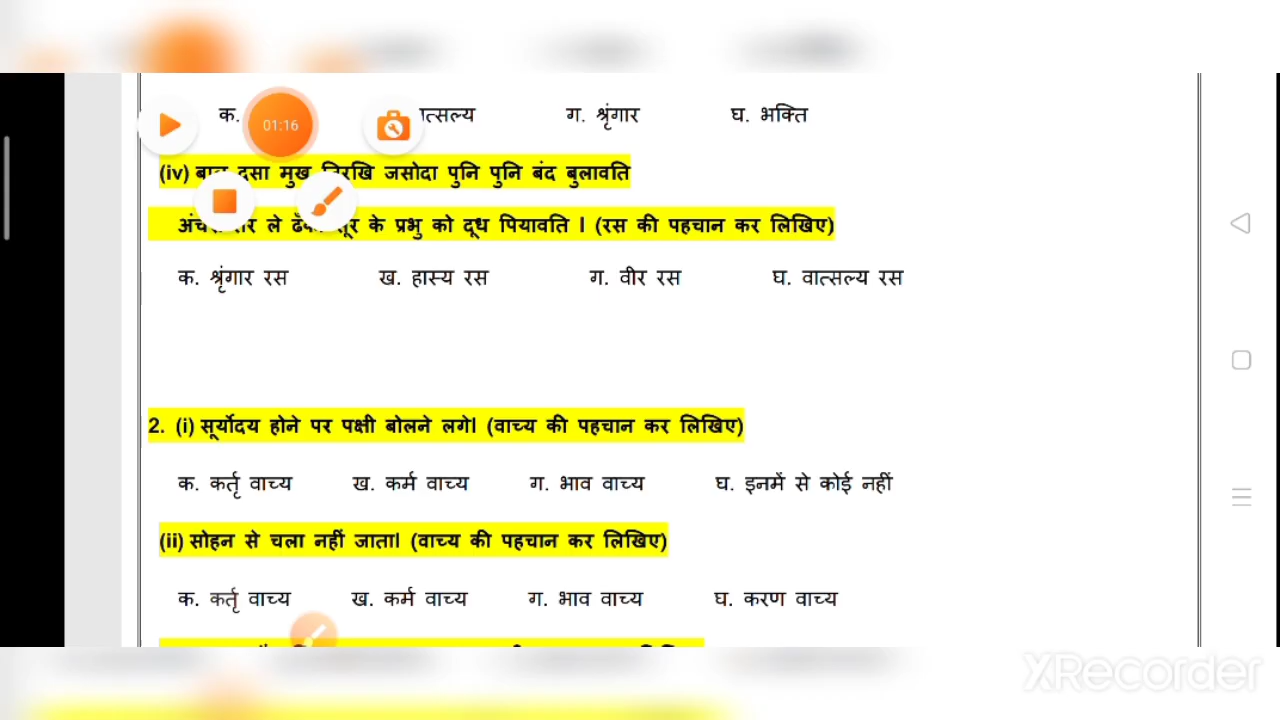 क. ग. श्रृंगार घ. भक्ति
01:16
(iv) दसा मुख जसोदा पुनि पुनि बंद बुलावति
ले के प्रभु को दूध पियावति । (रस की पहचान कर लिखिए)
क. श्रृंगार रस ख. हास्य रस ग. वीर रस घ. वात्सल्य रस
2. (i) सूर्योदय होने पर पक्षी बोलने लगे। (वाच्य की पहचान कर लिखिए)
क. कर्तृ वाच्य ख. कर्म वाच्य ग. भाव वाच्य घ. इनमें से कोई नहीं
(ii) सोहन से चला नहीं जाता। (वाच्य की पहचान कर लिखिए)
क. कर्तृ वाच्य ख. कर्म वाच्य ग. भाव वाच्य घ. करण वाच्य
XRecorder